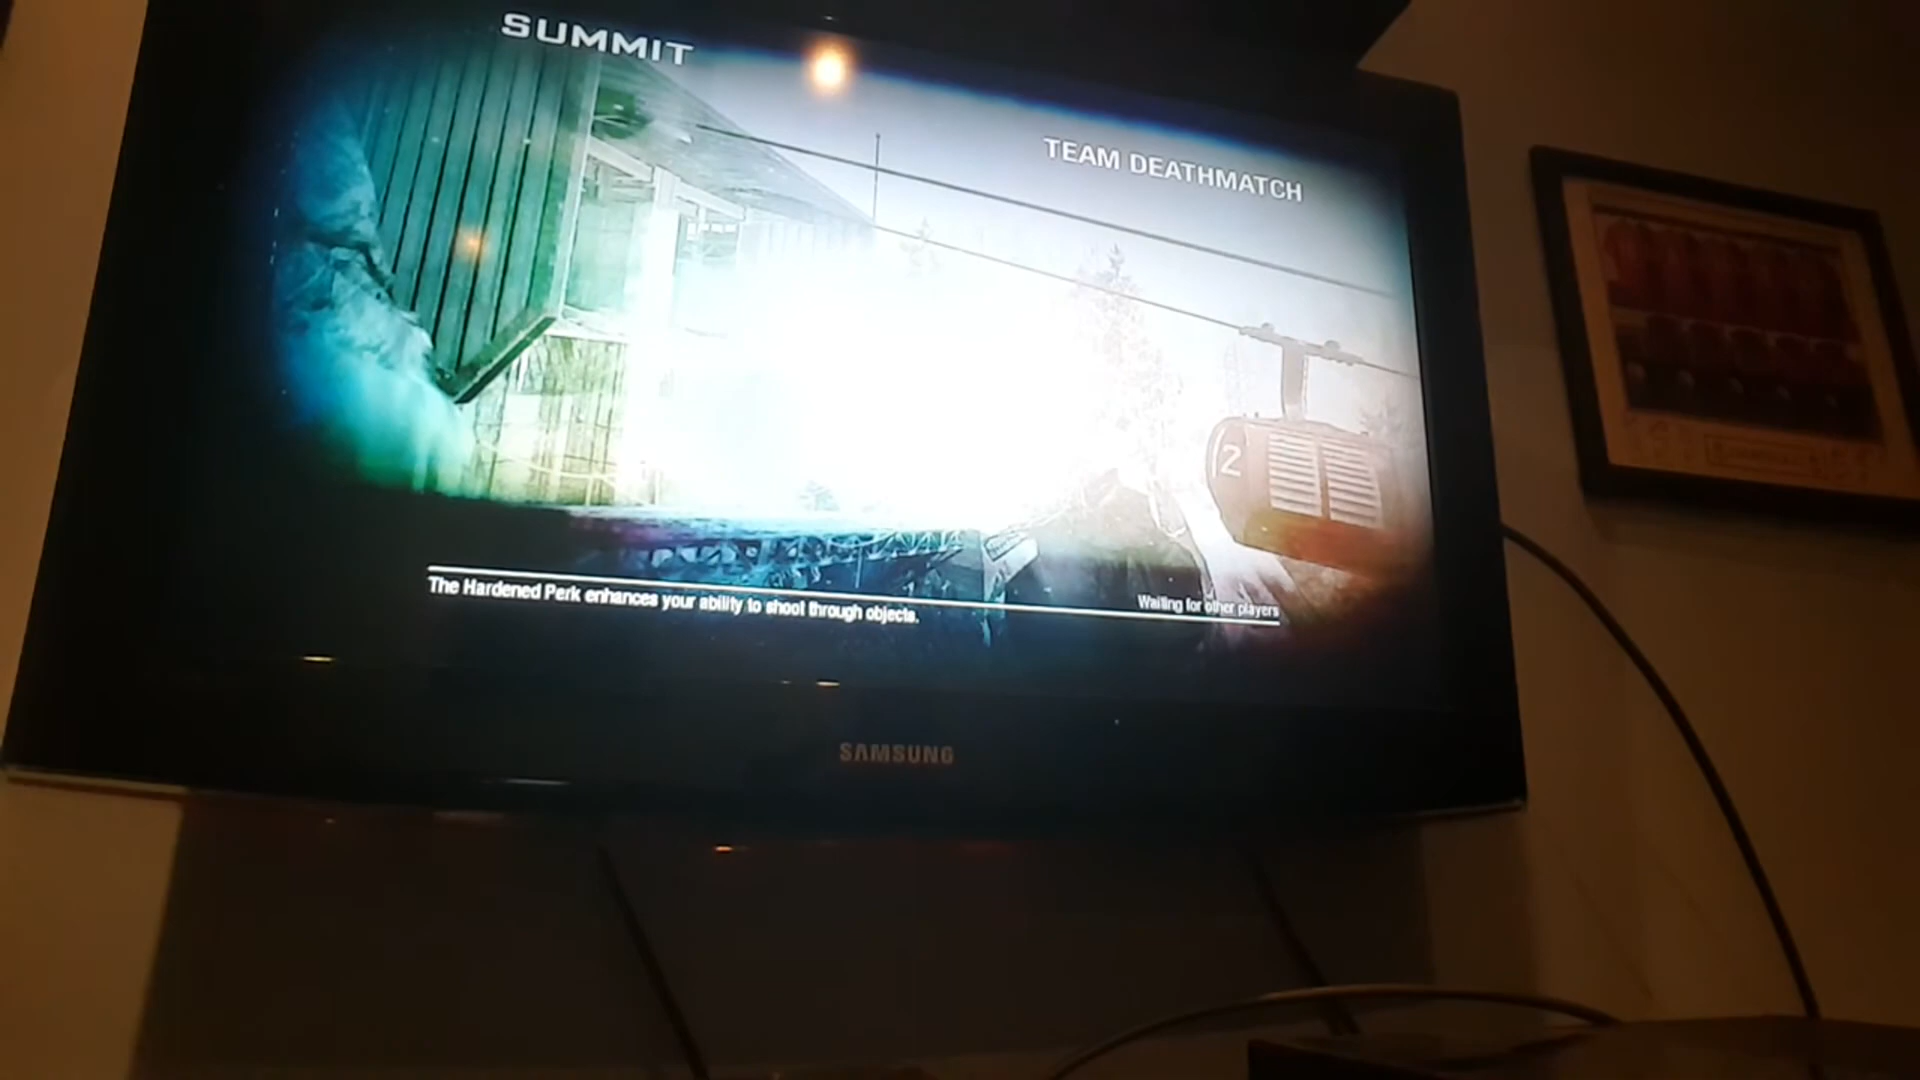 SUMMIT
TEAM DEATHMATCH
2
The Hardened Perk enhances your ability to shoot through objects.
Waiting for other players
SAMSUNG